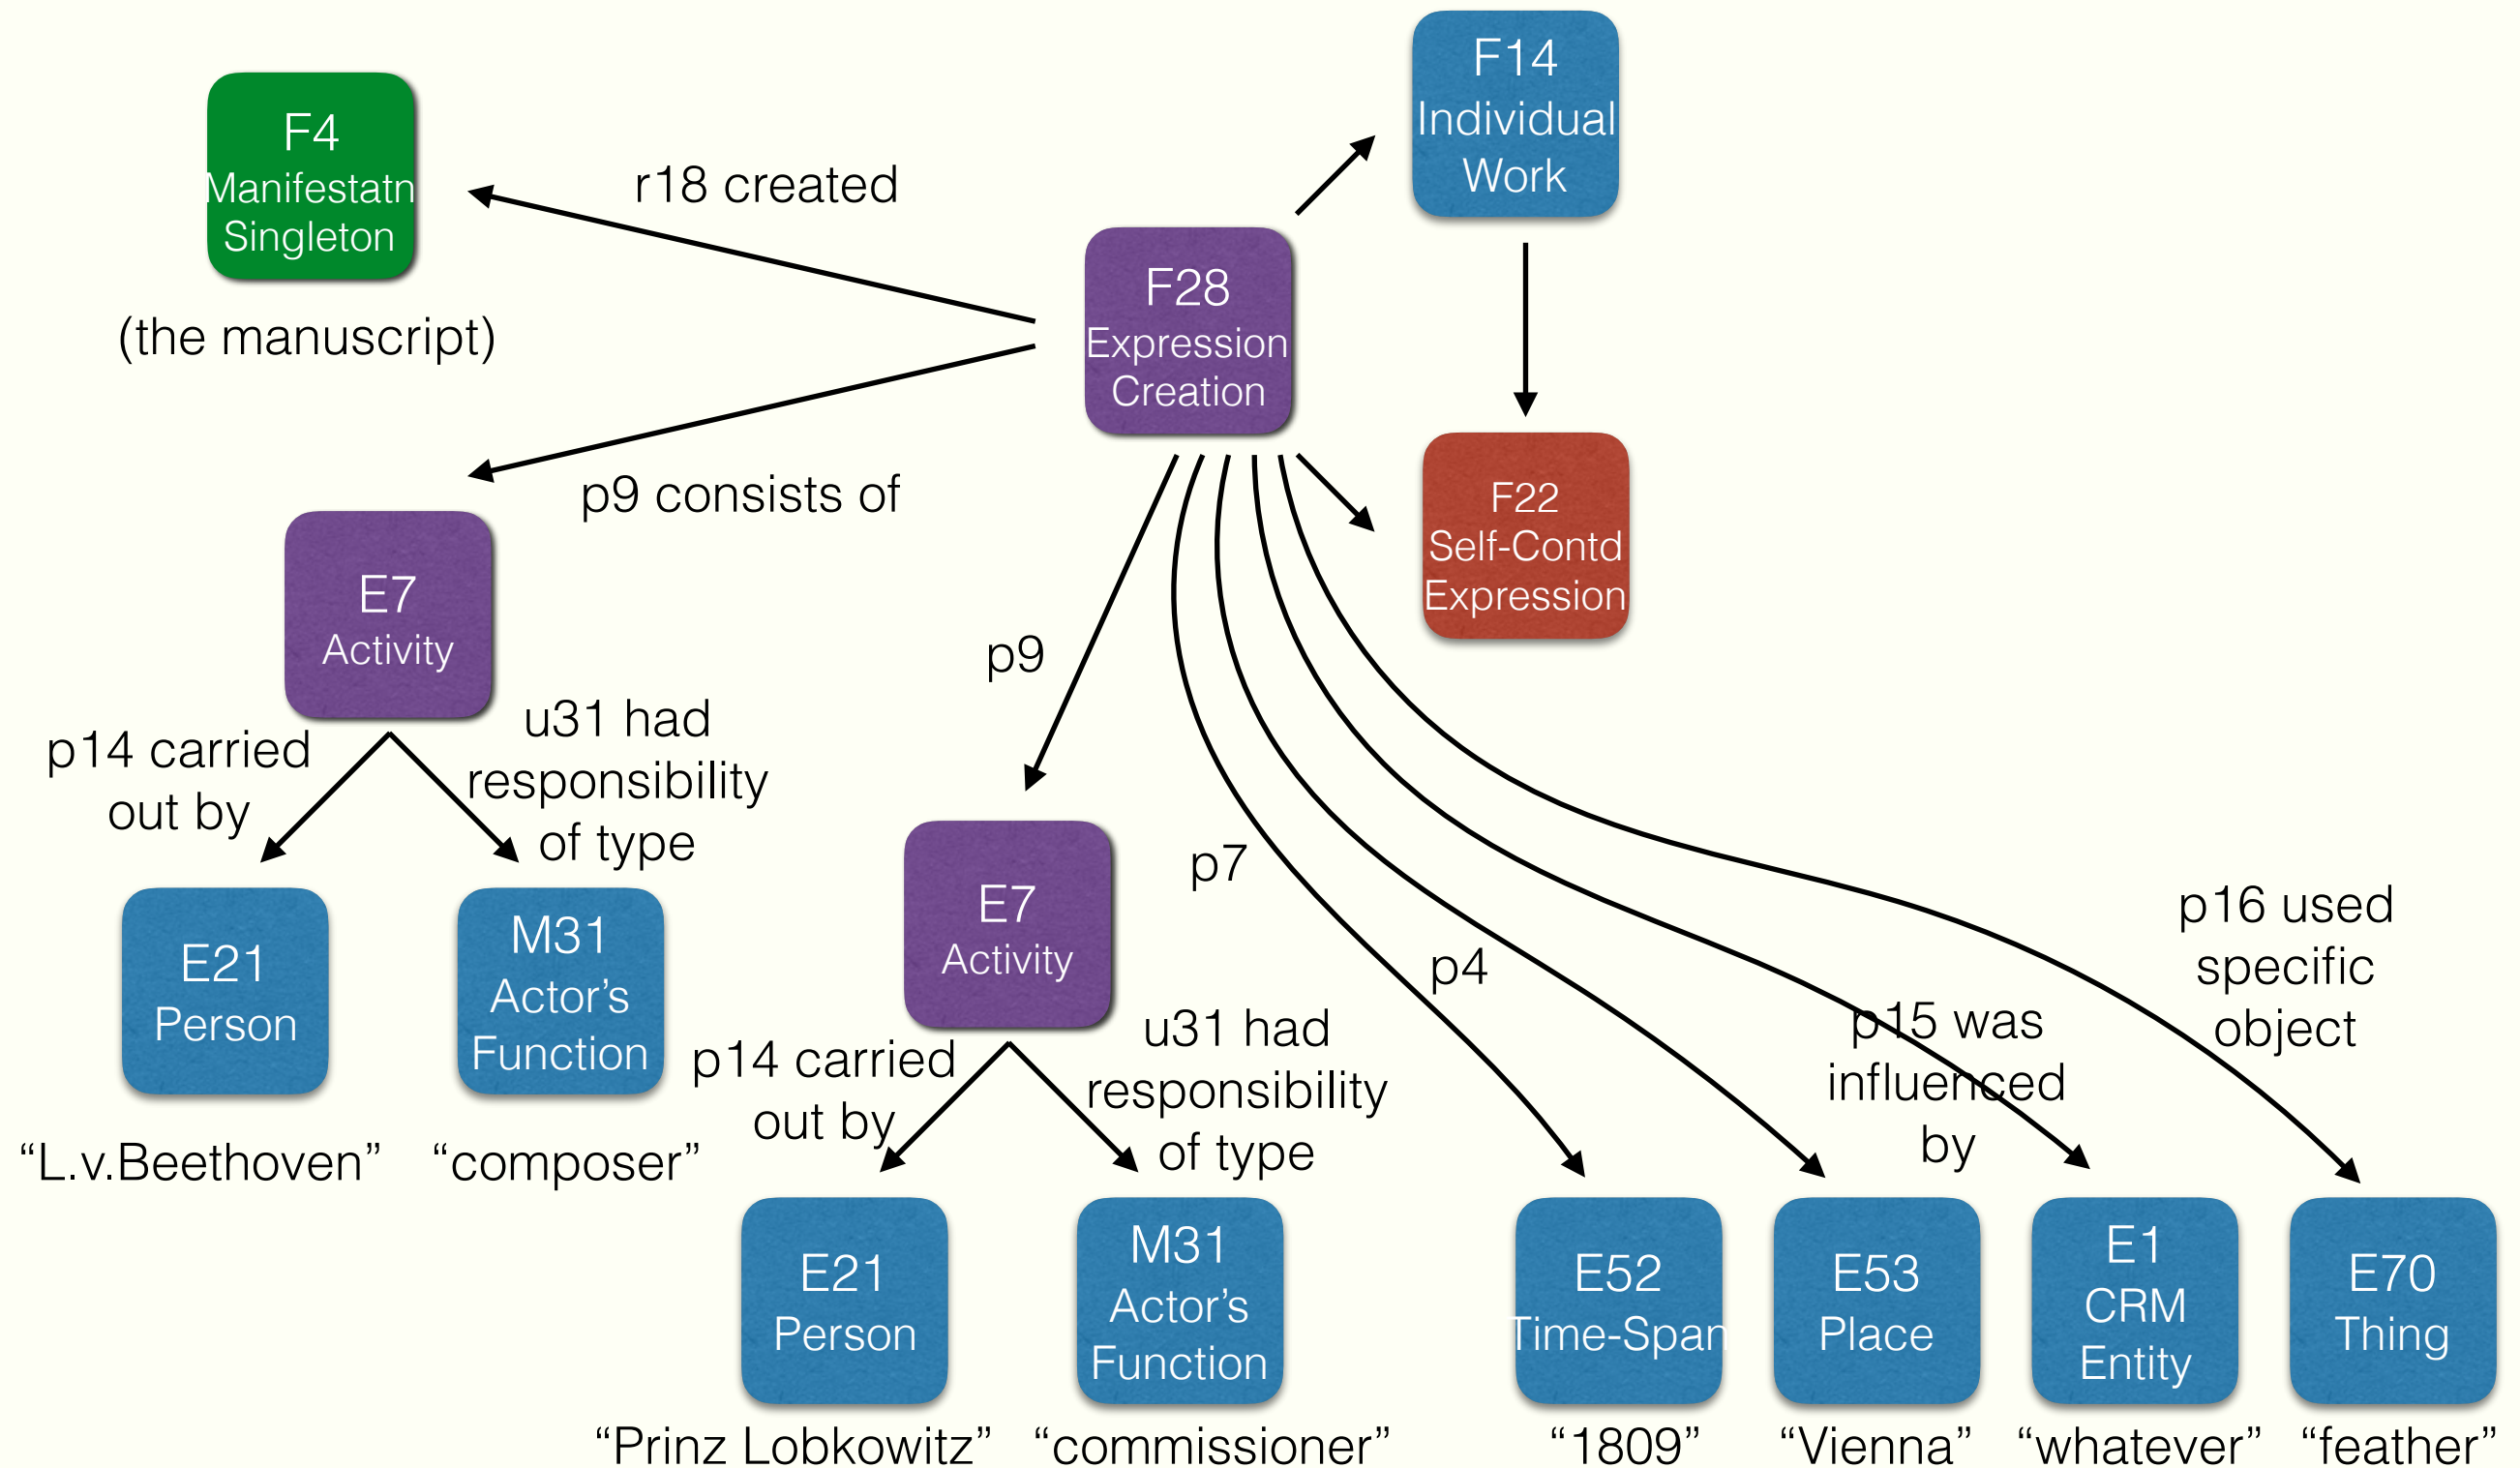 F14
Individual
Work
F4
Manifestatn
Singleton
r18 created
(the manuscript)
F28
Expression
Creation
p9 consists of
F22
Self-Contd
Expression
E7
Activity
p14 carried
out by
u31 had
responsibility
of type
E21
Person
M31
Actor’s
Function
“L.v.Beethoven”
“composer”
p9
E7
Activity
p14 carried
out by
u31 had
responsibility
of type
p7
p4
p15 was
influenced
by
p16 used
specific
object
E21
Person
M31
Actor’s
Function
E52
Time-Span
E53
Place
E1
CRM
Entity
E70
Thing
“Prinz Lobkowitz”
“commissioner”
“1809”
“Vienna”
“whatever”
“feather”